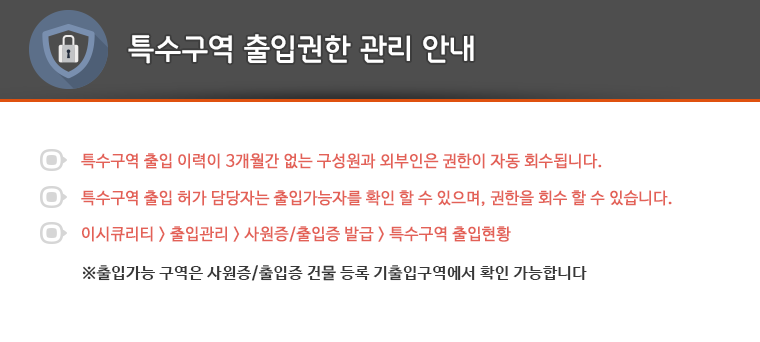 특수구역 출입권한 관리 안내
특수구역 출입 이력이 3개월간 없는 구성원과 외부인은 권한이 자동 회수됩니다.
특수구역 출입 허가 담당자는 출입가능자를 확인 할 수 있으며, 권한을 회수 할 수 있습니다.
이시큐리티 > 출입관리 > 사원증/출입증 발급 > 특수구역 출입현황
※출입가능 구역은 사원증/출입증 건물 등록 기출입구역에서 확인 가능합니다